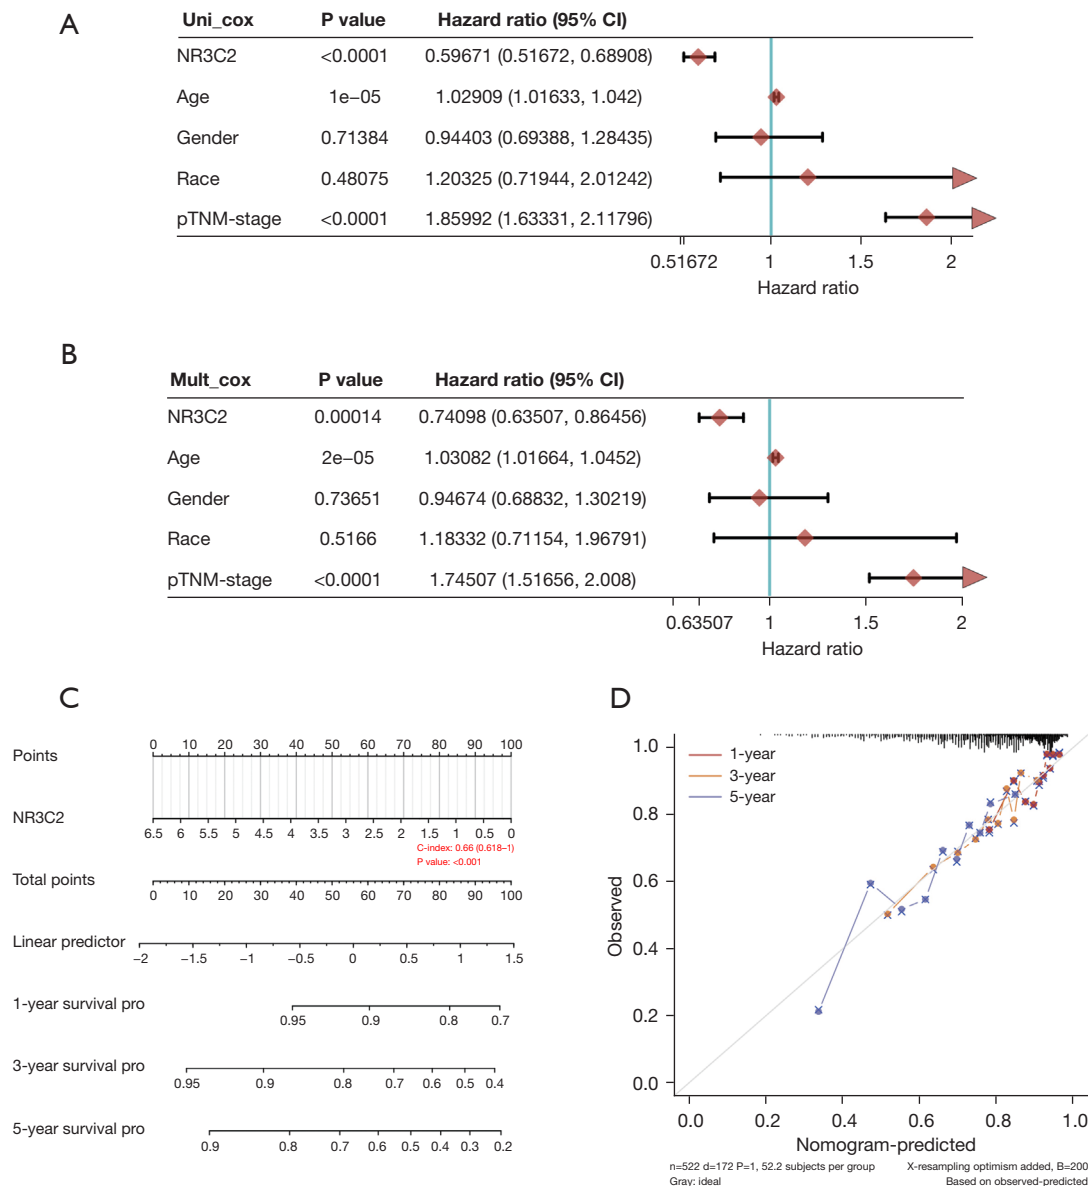 A
Uni_cox P value Hazard ratio (95% CI)
NR3C2 <0.0001 0.59671 (0.51672, 0.68908)
Age 1e−05 1.02909 (1.01633, 1.042)
Gender 0.71384 0.94403 (0.69388, 1.28435)
Race 0.48075 1.20325 (0.71944, 2.01242)
pTNM-stage <0.0001 1.85992 (1.63331, 2.11796)
0.51672 1 1.5 2
Hazard ratio
B
Mult_cox P value Hazard ratio (95% CI)
NR3C2 0.00014 0.74098 (0.63507, 0.86456)
Age 2e−05 1.03082 (1.01664, 1.0452)
Gender 0.73651 0.94674 (0.68832, 1.30219)
Race 0.5166 1.18332 (0.71154, 1.96791)
pTNM-stage <0.0001 1.74507 (1.51656, 2.008)
0.63507 1 1.5 2
Hazard ratio
C
Points 0 10 20 30 40 50 60 70 80 90 100
NR3C2
6.5 6 5.5 5 4.5 4 3.5 3 2.5 2 1.5 1 0.5 0
C-index: 0.66 (0.618–1)
P value: <0.001
Total points
0 10 20 30 40 50 60 70 80 90 100
Linear predictor
−2 −1.5 −1 −0.5 0 0.5 1 1.5
1-year survival pro
0.95 0.9 0.8 0.7
3-year survival pro
0.95 0.9 0.8 0.7 0.6 0.5 0.4
5-year survival pro
0.9 0.8 0.7 0.6 0.5 0.4 0.3 0.2
D
1-year
3-year
5-year
Observed
1.0
0.8
0.6
0.4
0.2
0.0
0.0 0.2 0.4 0.6 0.8 1.0
Nomogram-predicted
n=522 d=172 P=1, 52.2 subjects per group X-resampling optimism added, B=200
Gray: ideal Based on observed-predicted